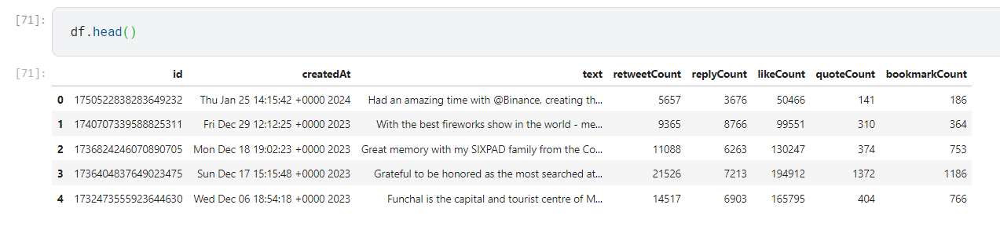 [71]: df.head()
[71]: id createdAt text retweetCount replyCount likeCount quoteCount bookmarkCount
0 1750522838283649232 Thu Jan 25 14:15:42 +0000 2024 Had an amazing time with @Binance, creating th... 5657 3676 50466 141 186
1 1740707339588825311 Fri Dec 29 12:12:25 +0000 2023 With the best fireworks show in the world - me... 9365 8766 99551 310 364
2 1736824246070890705 Mon Dec 18 19:02:23 +0000 2023 Great memory with my SIXPAD family from the Co... 11088 6263 130247 374 753
3 1736404837649023475 Sun Dec 17 15:15:48 +0000 2023 Grateful to be honored as the most searched at... 21526 7213 194912 1372 1186
4 1732473555923644630 Wed Dec 06 18:54:18 +0000 2023 Funchal is the capital and tourist centre of M... 14517 6903 165795 404 766